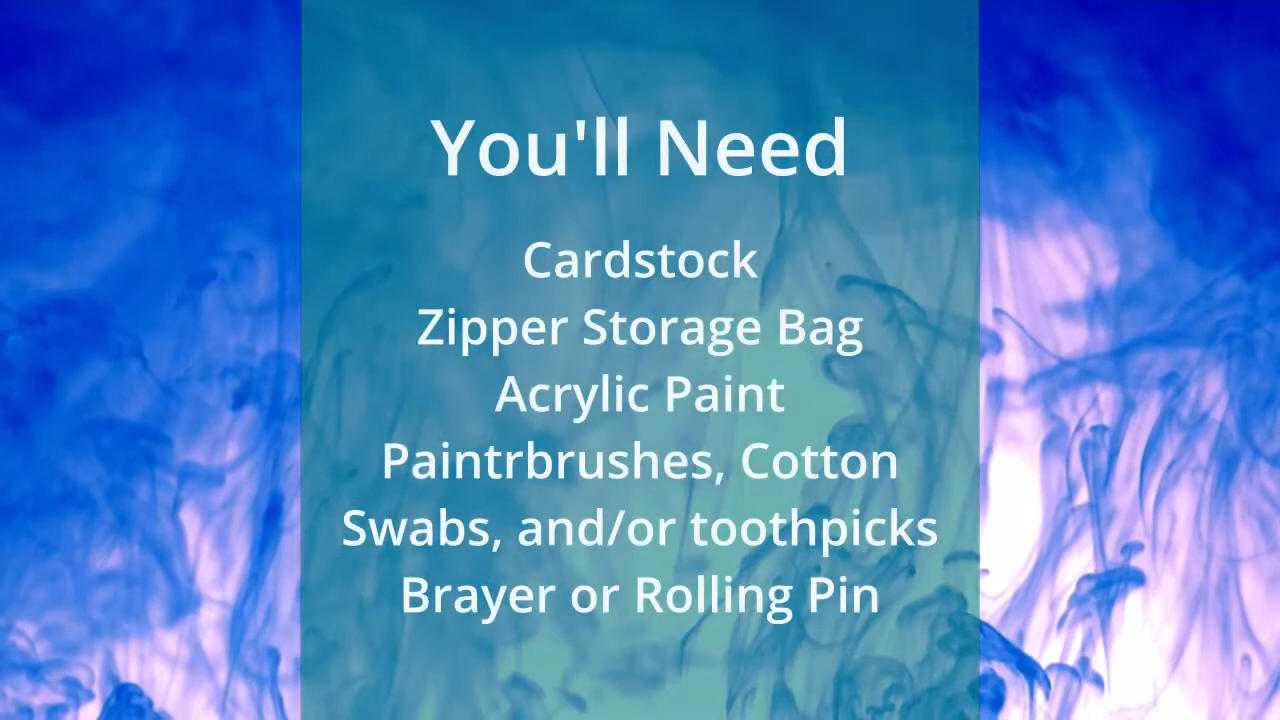 You'll Need
Cardstock
Zipper Storage Bag
Acrylic Paint
Paintrbrushes, Cotton
Swabs, and/or toothpicks
Brayer or Rolling Pin